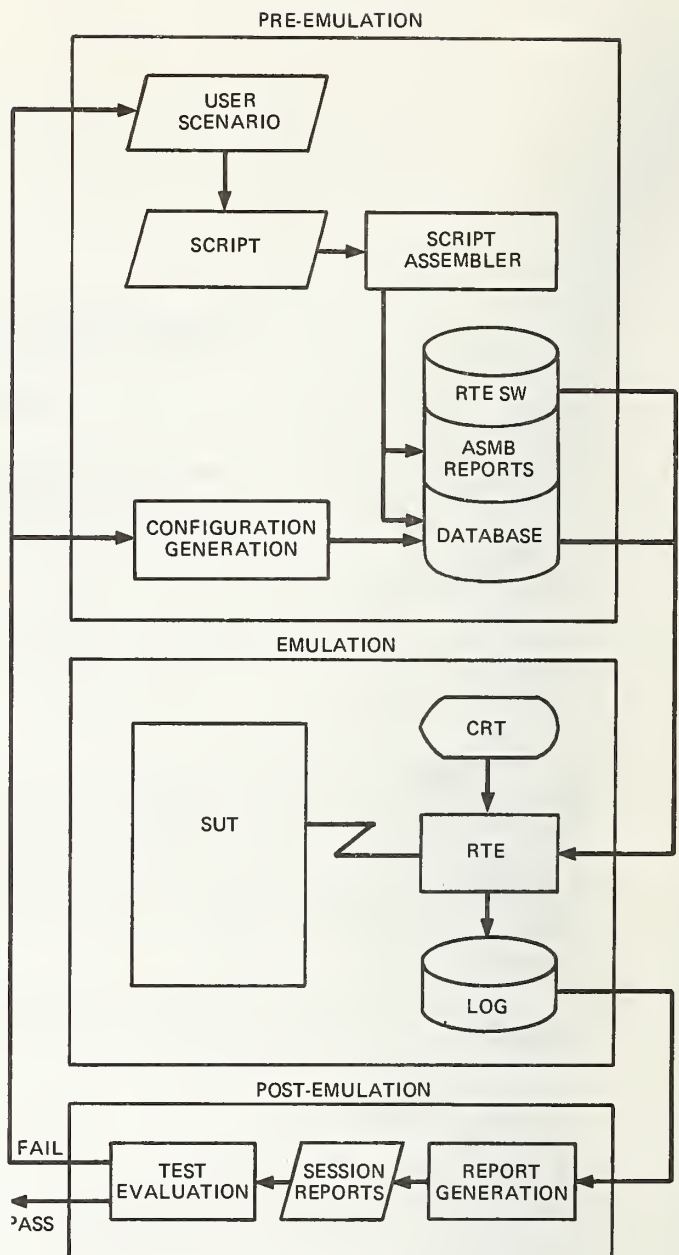 PRE-EMULATION
USER
SCENARIO
SCRIPT
SCRIPT
ASSEMBLER
RTE SW
ASMB
REPORTS
DATABASE
CONFIGURATION
GENERATION
EMULATION
CRT
SUT
RTE
LOG
POST-EMULATION
FAIL
TEST
EVALUATION
SESSION
REPORTS
REPORT
GENERATION
PASS